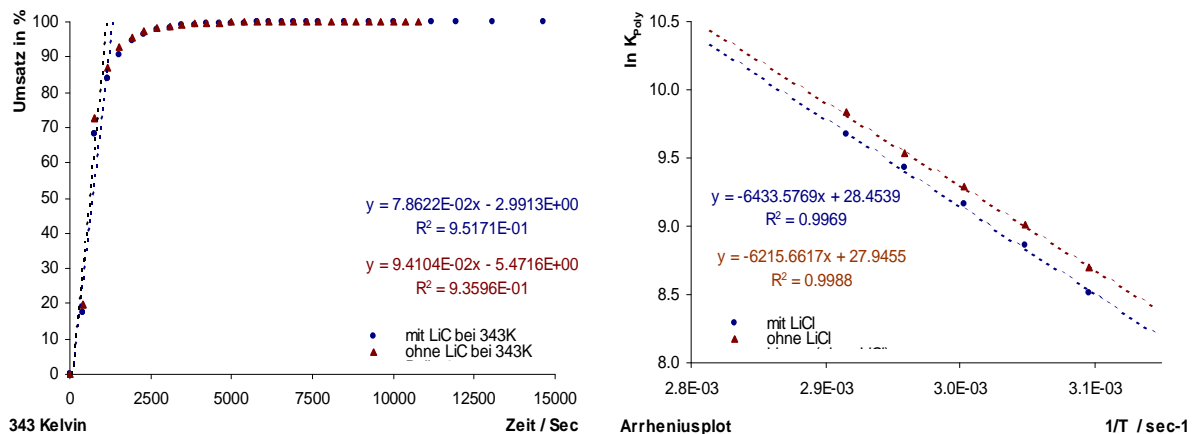 Umsatz in %
100
90
80
70
60
50
40
30
20
10
0
y = 7.8622E-02x - 2.9913E+00
R² = 9.5171E-01
y = 9.4104E-02x - 5.4716E+00
R² = 9.3596E-01
mit LiC bei 343K
ohne LiC bei 343K
0 2500 5000 7500 10000 12500 15000
343 Kelvin Zeit / Sec
ln K_Poly
10.5
10.0
9.5
9.0
8.5
8.0
y = -6433.5769x + 28.4539
R² = 0.9969
y = -6215.6617x + 27.9455
R² = 0.9988
mit LiCl
ohne LiCl
2.8E-03 2.9E-03 3.0E-03 3.1E-03
Arrheniusplot 1/T / sec-1